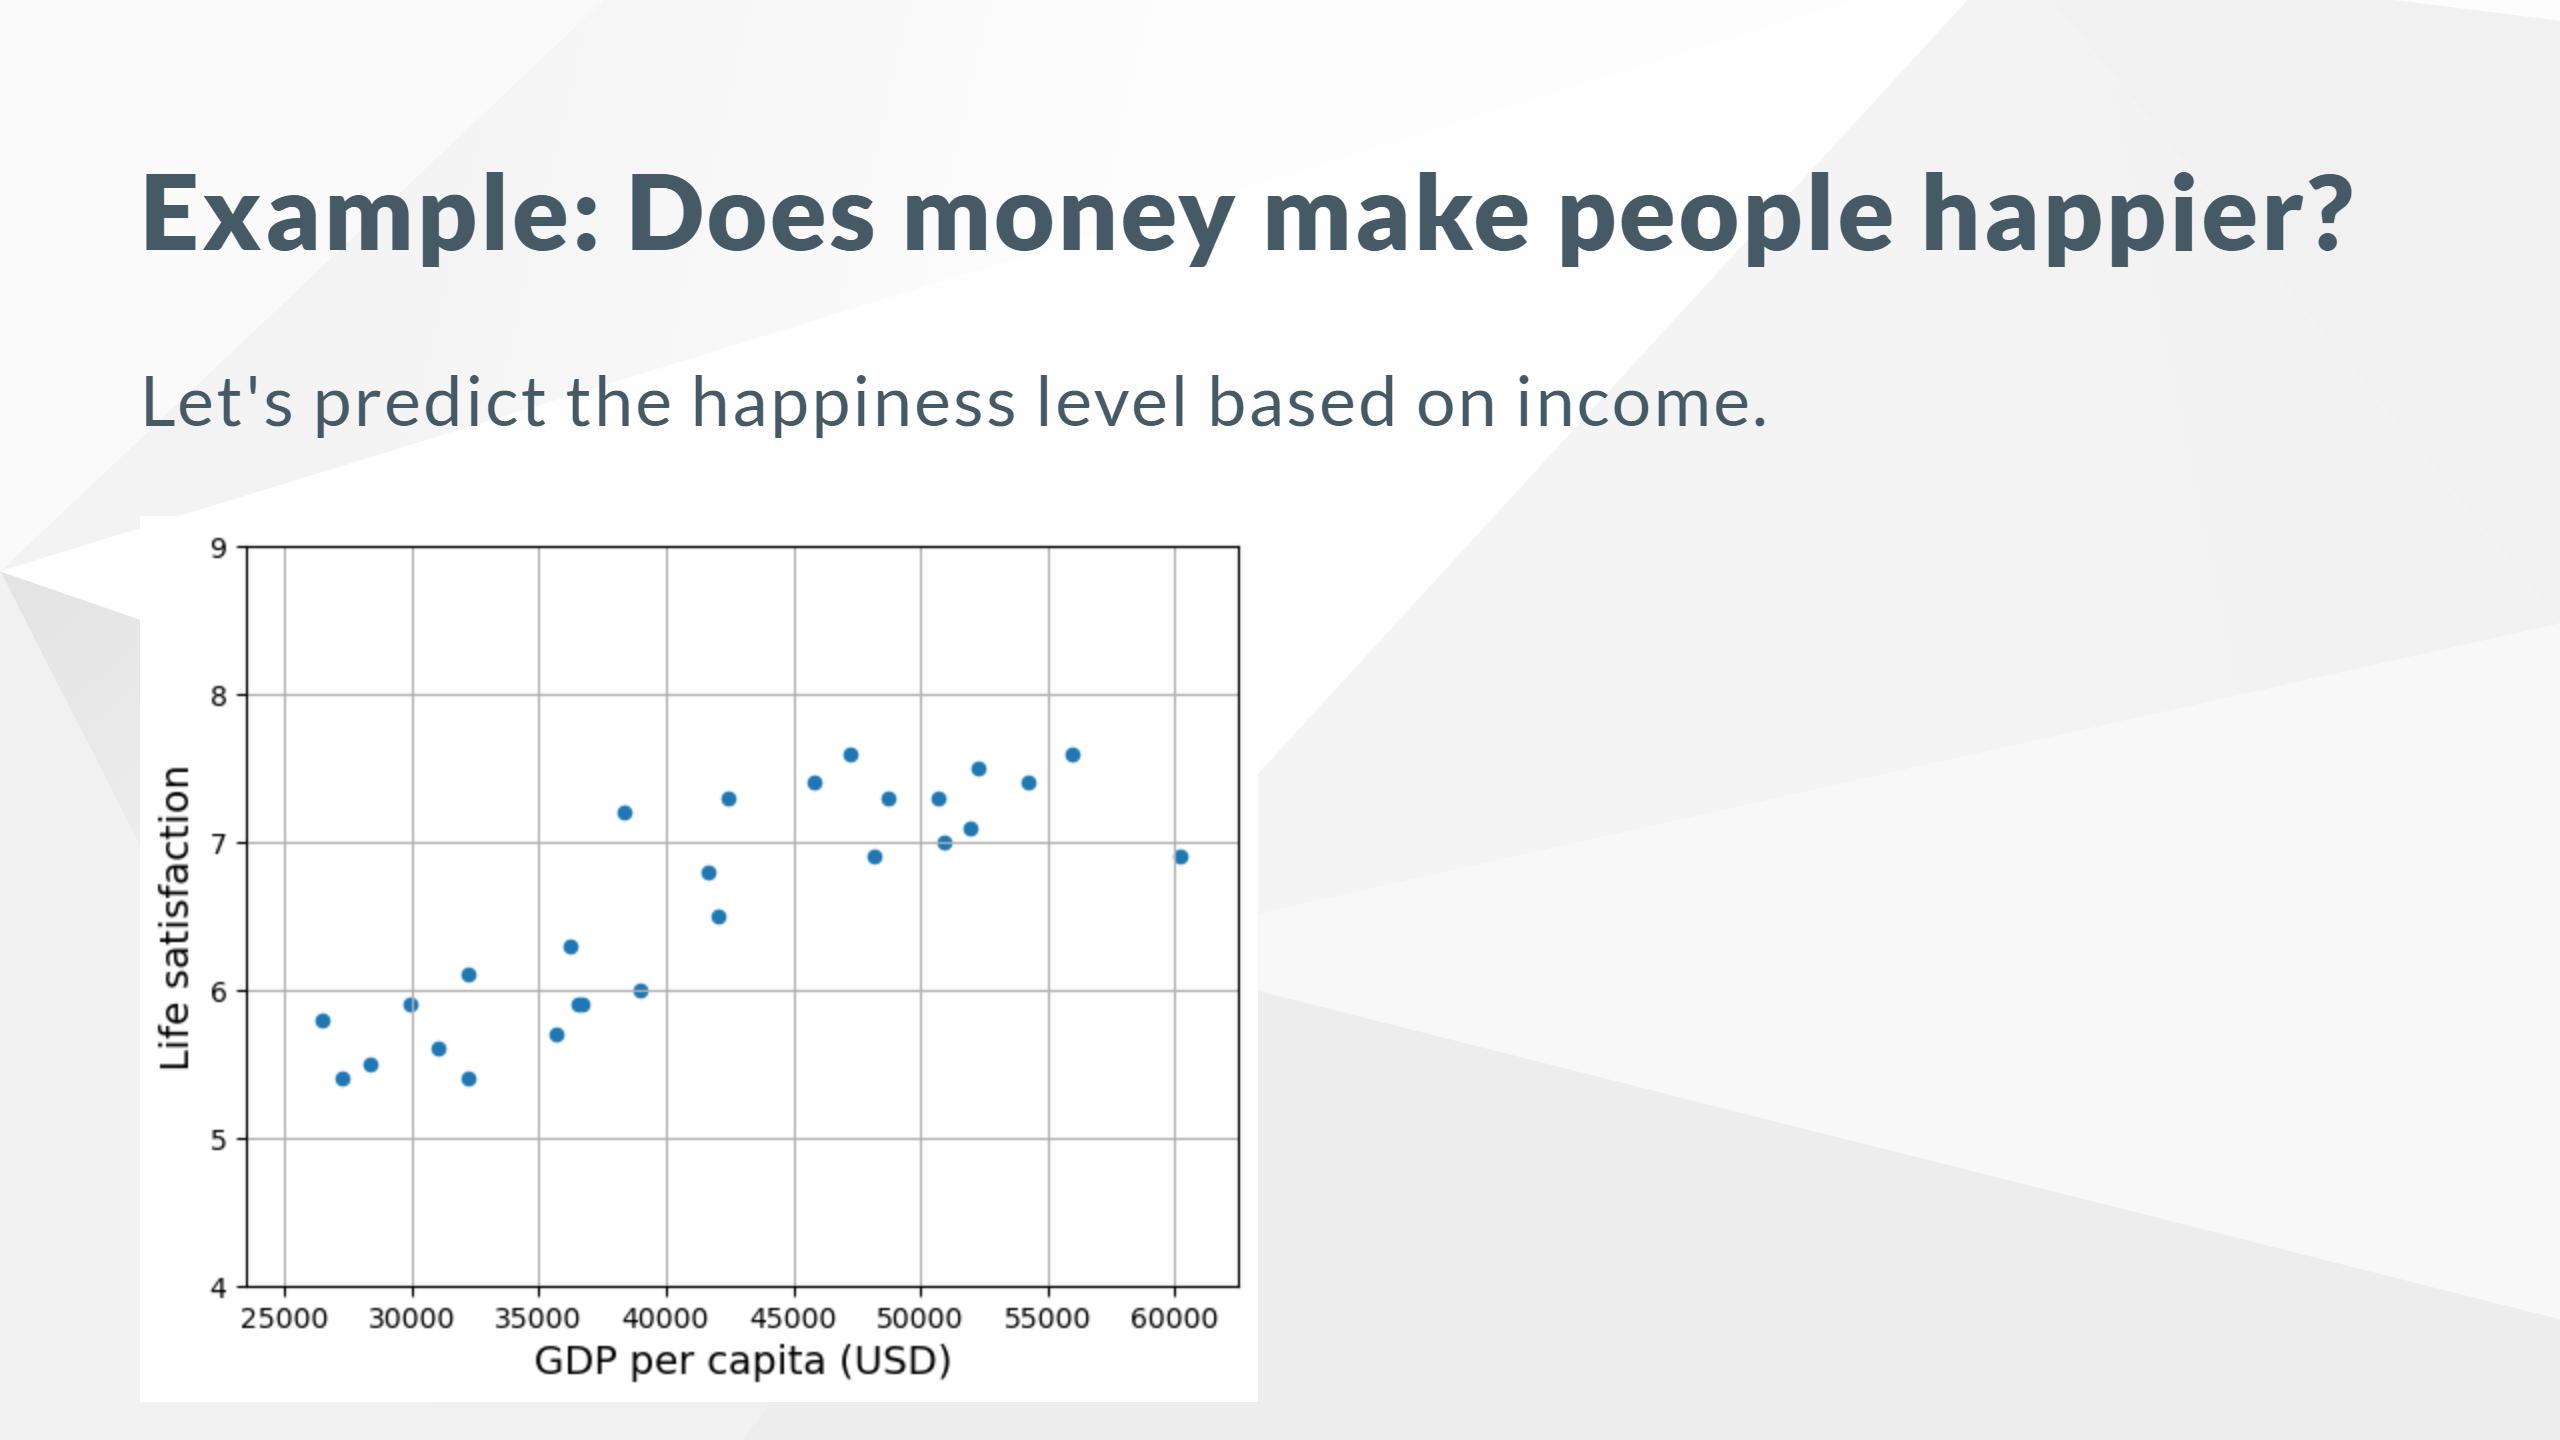 Example: Does money make people happier?
Let's predict the happiness level based on income.
9
8
7
6
5
4
Life satisfaction
25000 30000 35000 40000 45000 50000 55000 60000
GDP per capita (USD)